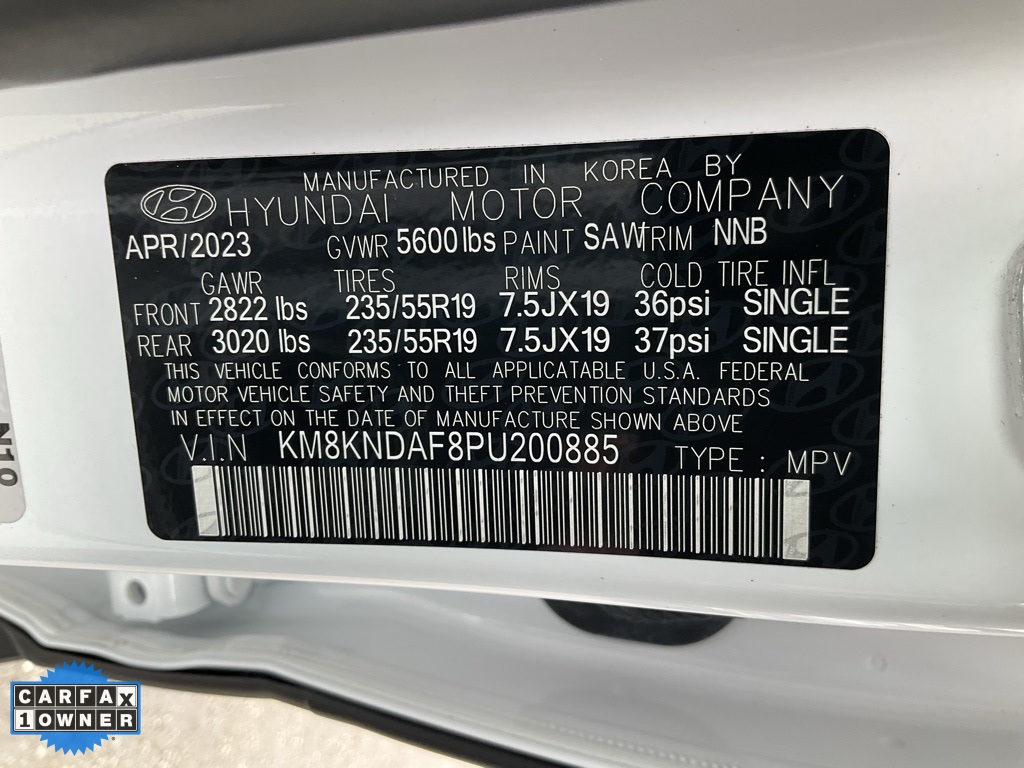 MANUFACTURED IN KOREA BY
HYUNDAI MOTOR COMPANY
APR/2023 GVWR 5600lbs PAINT SAW TRIM NNB
GAWR TIRES RIMS COLD TIRE INFL
FRONT 2822 lbs 235/55R19 7.5JX19 36psi SINGLE
REAR 3020 lbs 235/55R19 7.5JX19 37psi SINGLE
THIS VEHICLE CONFORMS TO ALL APPLICATABLE U.S.A. FEDERAL
MOTOR VEHICLE SAFETY AND THEFT PREVENTION STANDARDS
IN EFFECT ON THE DATE OF MANUFACTURE SHOWN ABOVE
V.I.N KM8KNDAF8PU200885 TYPE : MPV
N10
CARFAX
1 OWNER